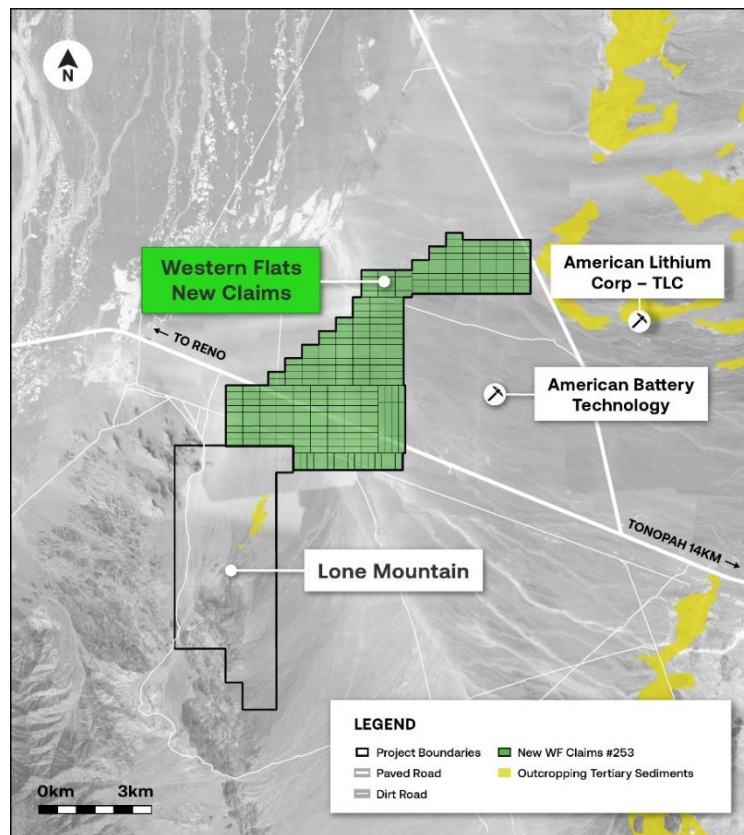 N
Western Flats
New Claims
American Lithium
Corp – TLC
← TO RENO
American Battery
Technology
TONOPAH 14KM →
Lone Mountain
LEGEND
Project Boundaries
New WF Claims #253
Paved Road
Outcropping Tertiary Sediments
Dirt Road
0km
3km